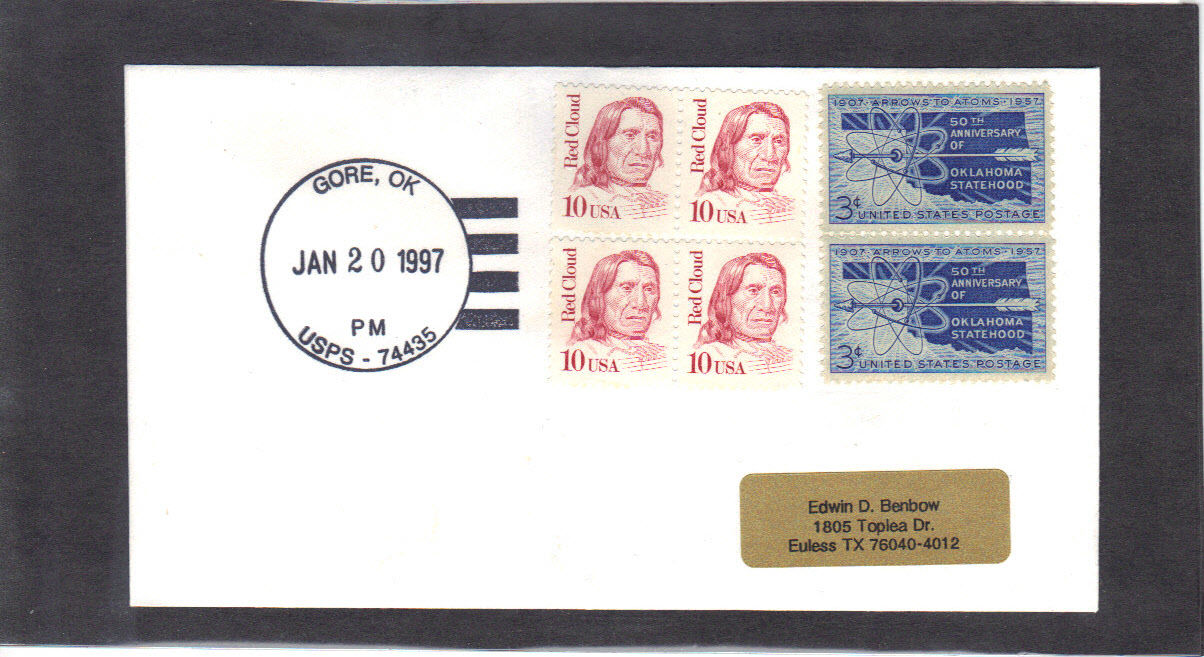 GORE, OK
JAN 20 1997
PM
USPS - 74435
Red Cloud
10 USA
Red Cloud
10 USA
Red Cloud
10 USA
Red Cloud
10 USA
1907·ARROWS TO ATOMS·1957
50TH
ANNIVERSARY
OF
OKLAHOMA
STATEHOOD
3¢ UNITED STATES POSTAGE
1907·ARROWS TO ATOMS·1957
50TH
ANNIVERSARY
OF
OKLAHOMA
STATEHOOD
3¢ UNITED STATES POSTAGE
Edwin D. Benbow
1805 Toplea Dr.
Euless TX 76040-4012